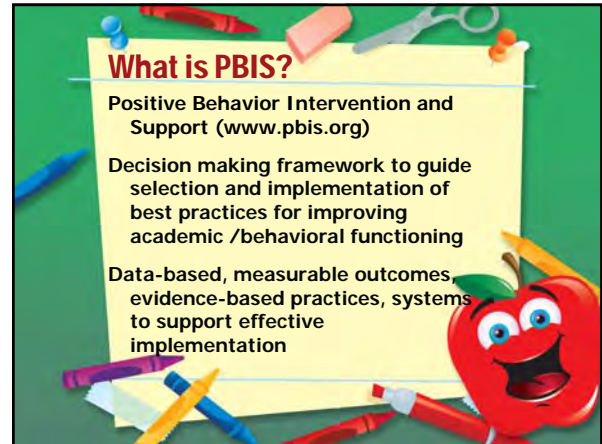 What is PBIS?
Positive Behavior Intervention and
Support (www.pbis.org)
Decision making framework to guide
selection and implementation of
best practices for improving
academic /behavioral functioning
Data-based, measurable outcomes,
evidence-based practices, systems
to support effective
implementation